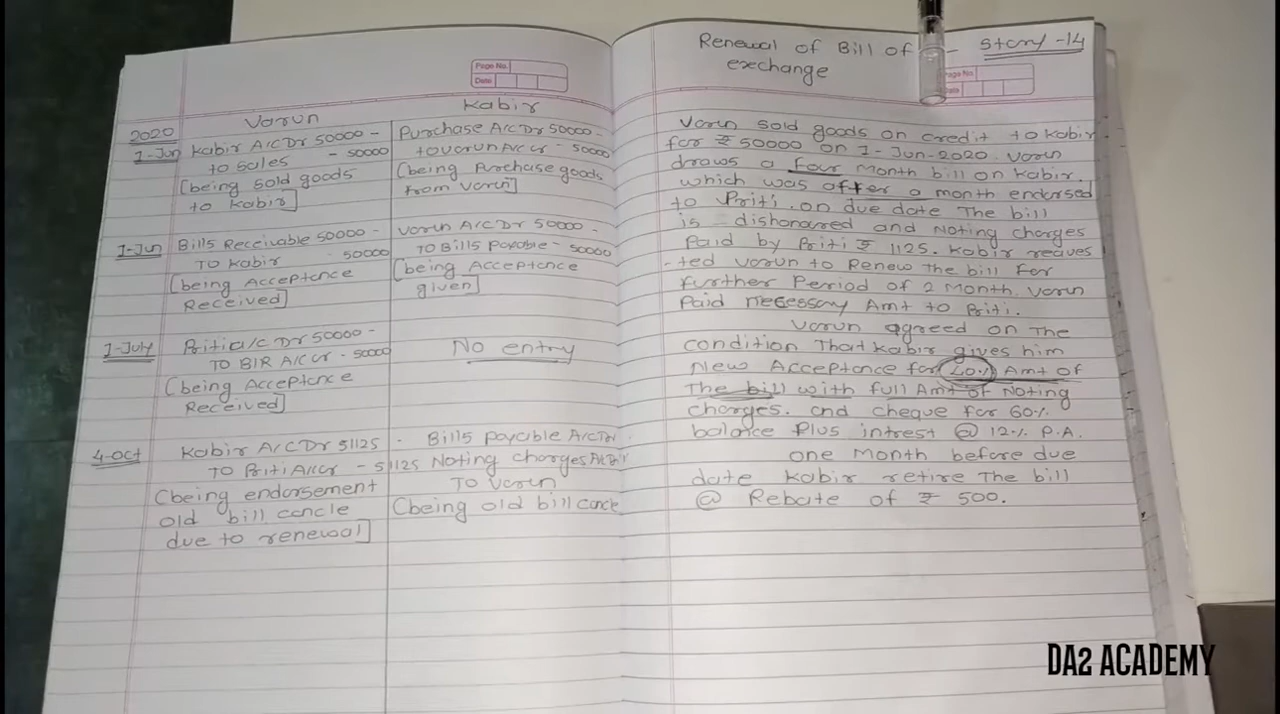 Page No.
Date
Varun
Kabir
2020
1-Jun Kabir A/C Dr 50000 -
to sales - 50000
[being sold goods
to Kabir]
Purchase A/C Dr 50000 -
to varun A/c cr - 50000
[being Purchase goods
from Varun]
1-Jun Bills Receivable 50000 -
TO Kabir 50000
[being Acceptance
Received]
varun A/C Dr 50000 -
TO Bills Payable - 50000
[being Acceptance
given]
1-July Priti a/c Dr 50000 -
TO B/R A/C cr - 50000
[being Acceptance
Received]
No entry
4-Oct Kabir A/C Dr 51125 -
TO Priti A/c cr - 51125
[being endorsement
old bill cancle
due to renewal]
Bills payable A/c Dr
Noting charges A/c Dr
TO Varun
[being old bill cancle
Renewal of Bill of - Story -14
exchange
Page No.
Varun sold goods on credit to Kabir
for ₹ 50000 on 1-Jun-2020. Varun
draws a four month bill on Kabir.
which was after a month endorsed
to Priti. on due date The bill
is dishonared and Noting charges
Paid by Priti ₹ 1125. Kabir reques
-ted varun to Renew the bill for
further Period of 2 Month. Varun
Paid necessary Amt to Priti.
Varun agreed on The
condition That Kabir gives him
New Acceptance for 40% Amt of
The bill with full Amt of Noting
charges. and cheque for 60%
balance Plus intrest @ 12% P.A.
one Month before due
date Kabir retire The bill
@ Rebate of ₹ 500.
DA2 ACADEMY